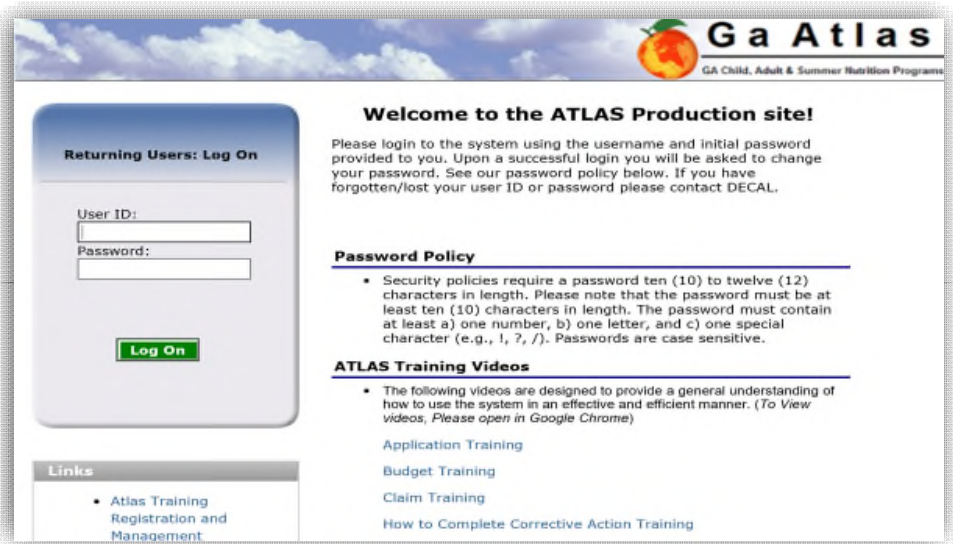 Ga Atlas
GA Child, Adult & Summer Nutrition Programs
Returning Users: Log On
User ID:
Password:
Log On
Links
• Atlas Training
Registration and
Management
Welcome to the ATLAS Production site!
Please login to the system using the username and initial password
provided to you. Upon a successful login you will be asked to change
your password. See our password policy below. If you have
forgotten/lost your user ID or password please contact DECAL.
Password Policy
• Security policies require a password ten (10) to twelve (12)
characters in length. Please note that the password must be at
least ten (10) characters in length. The password must contain
at least a) one number, b) one letter, and c) one special
character (e.g., !, ?, /). Passwords are case sensitive.
ATLAS Training Videos
• The following videos are designed to provide a general understanding of
how to use the system in an effective and efficient manner. (To View
videos, Please open in Google Chrome)
Application Training
Budget Training
Claim Training
How to Complete Corrective Action Training